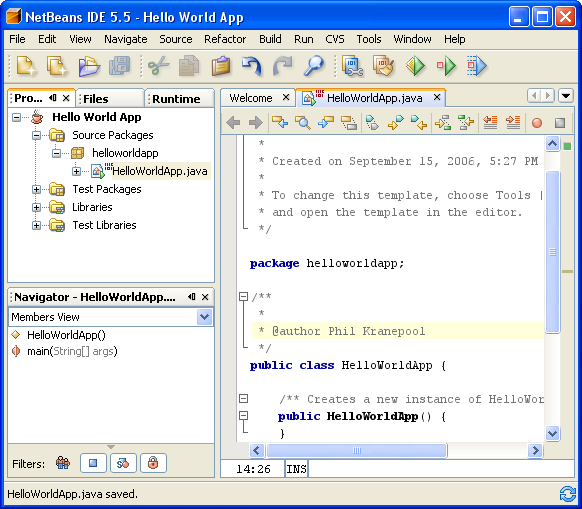 NetBeans IDE 5.5 - Hello World App
File Edit View Navigate Source Refactor Build Run CVS Tools Window Help
Pro... Files Runtime
Hello World App
Source Packages
helloworldapp
HelloWorldApp.java
Test Packages
Libraries
Test Libraries
Navigator - HelloWorldApp....
Members View
HelloWorldApp()
main(String[] args)
Filters:
Welcome HelloWorldApp.java
*
* Created on September 15, 2006, 5:27 PM
*
* To change this template, choose Tools |
* and open the template in the editor.
*/
package helloworldapp;
/**
*
* @author Phil Kranepool
*/
public class HelloWorldApp {
/** Creates a new instance of HelloWor
public HelloWorldApp() {
}
14:26 INS
HelloWorldApp.java saved.